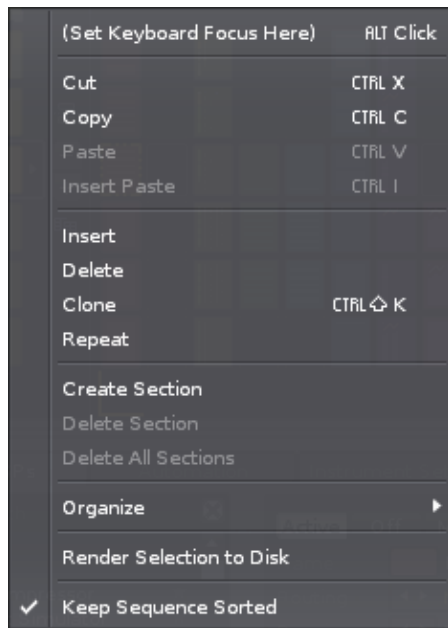 (Set Keyboard Focus Here) ALT Click
Cut CTRL X
Copy CTRL C
Paste CTRL V
Insert Paste CTRL I
Insert
Delete
Clone CTRL⇧ K
Repeat
Create Section
Delete Section
Delete All Sections
Organize
Render Selection to Disk
Keep Sequence Sorted